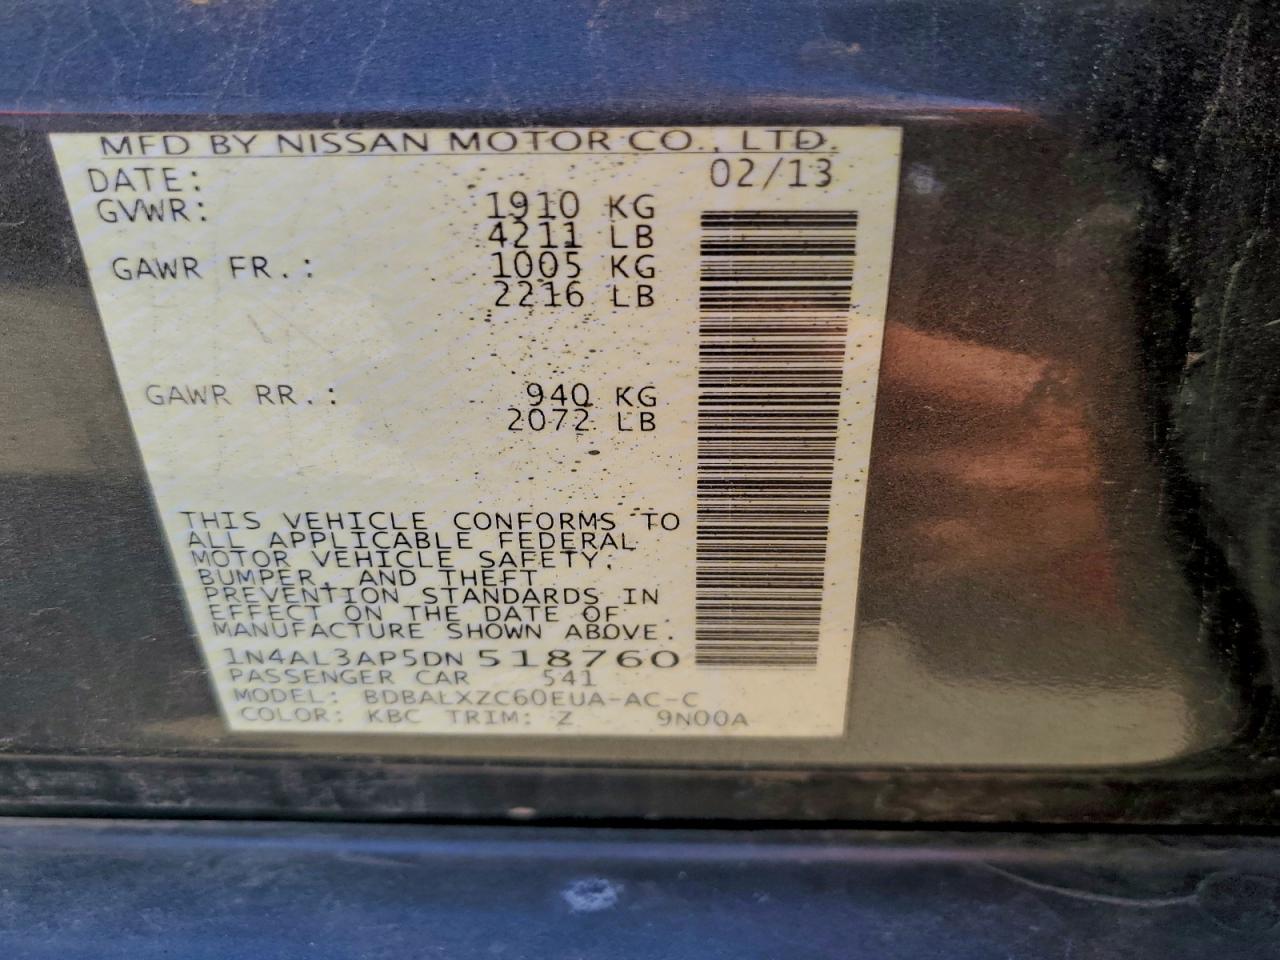 MFD BY NISSAN MOTOR CO., LTD.
DATE: 02/13
GVWR: 1910 KG
4211 LB
GAWR FR.: 1005 KG
2216 LB
GAWR RR.: 940 KG
2072 LB
THIS VEHICLE CONFORMS TO
ALL APPLICABLE FEDERAL
MOTOR VEHICLE SAFETY,
BUMPER, AND THEFT
PREVENTION STANDARDS IN
EFFECT ON THE DATE OF
MANUFACTURE SHOWN ABOVE.
1N4AL3AP5DN518760
PASSENGER CAR 541
MODEL: BDBALXZC60EUA-AC-C
COLOR: KBC TRIM: Z 9N00A